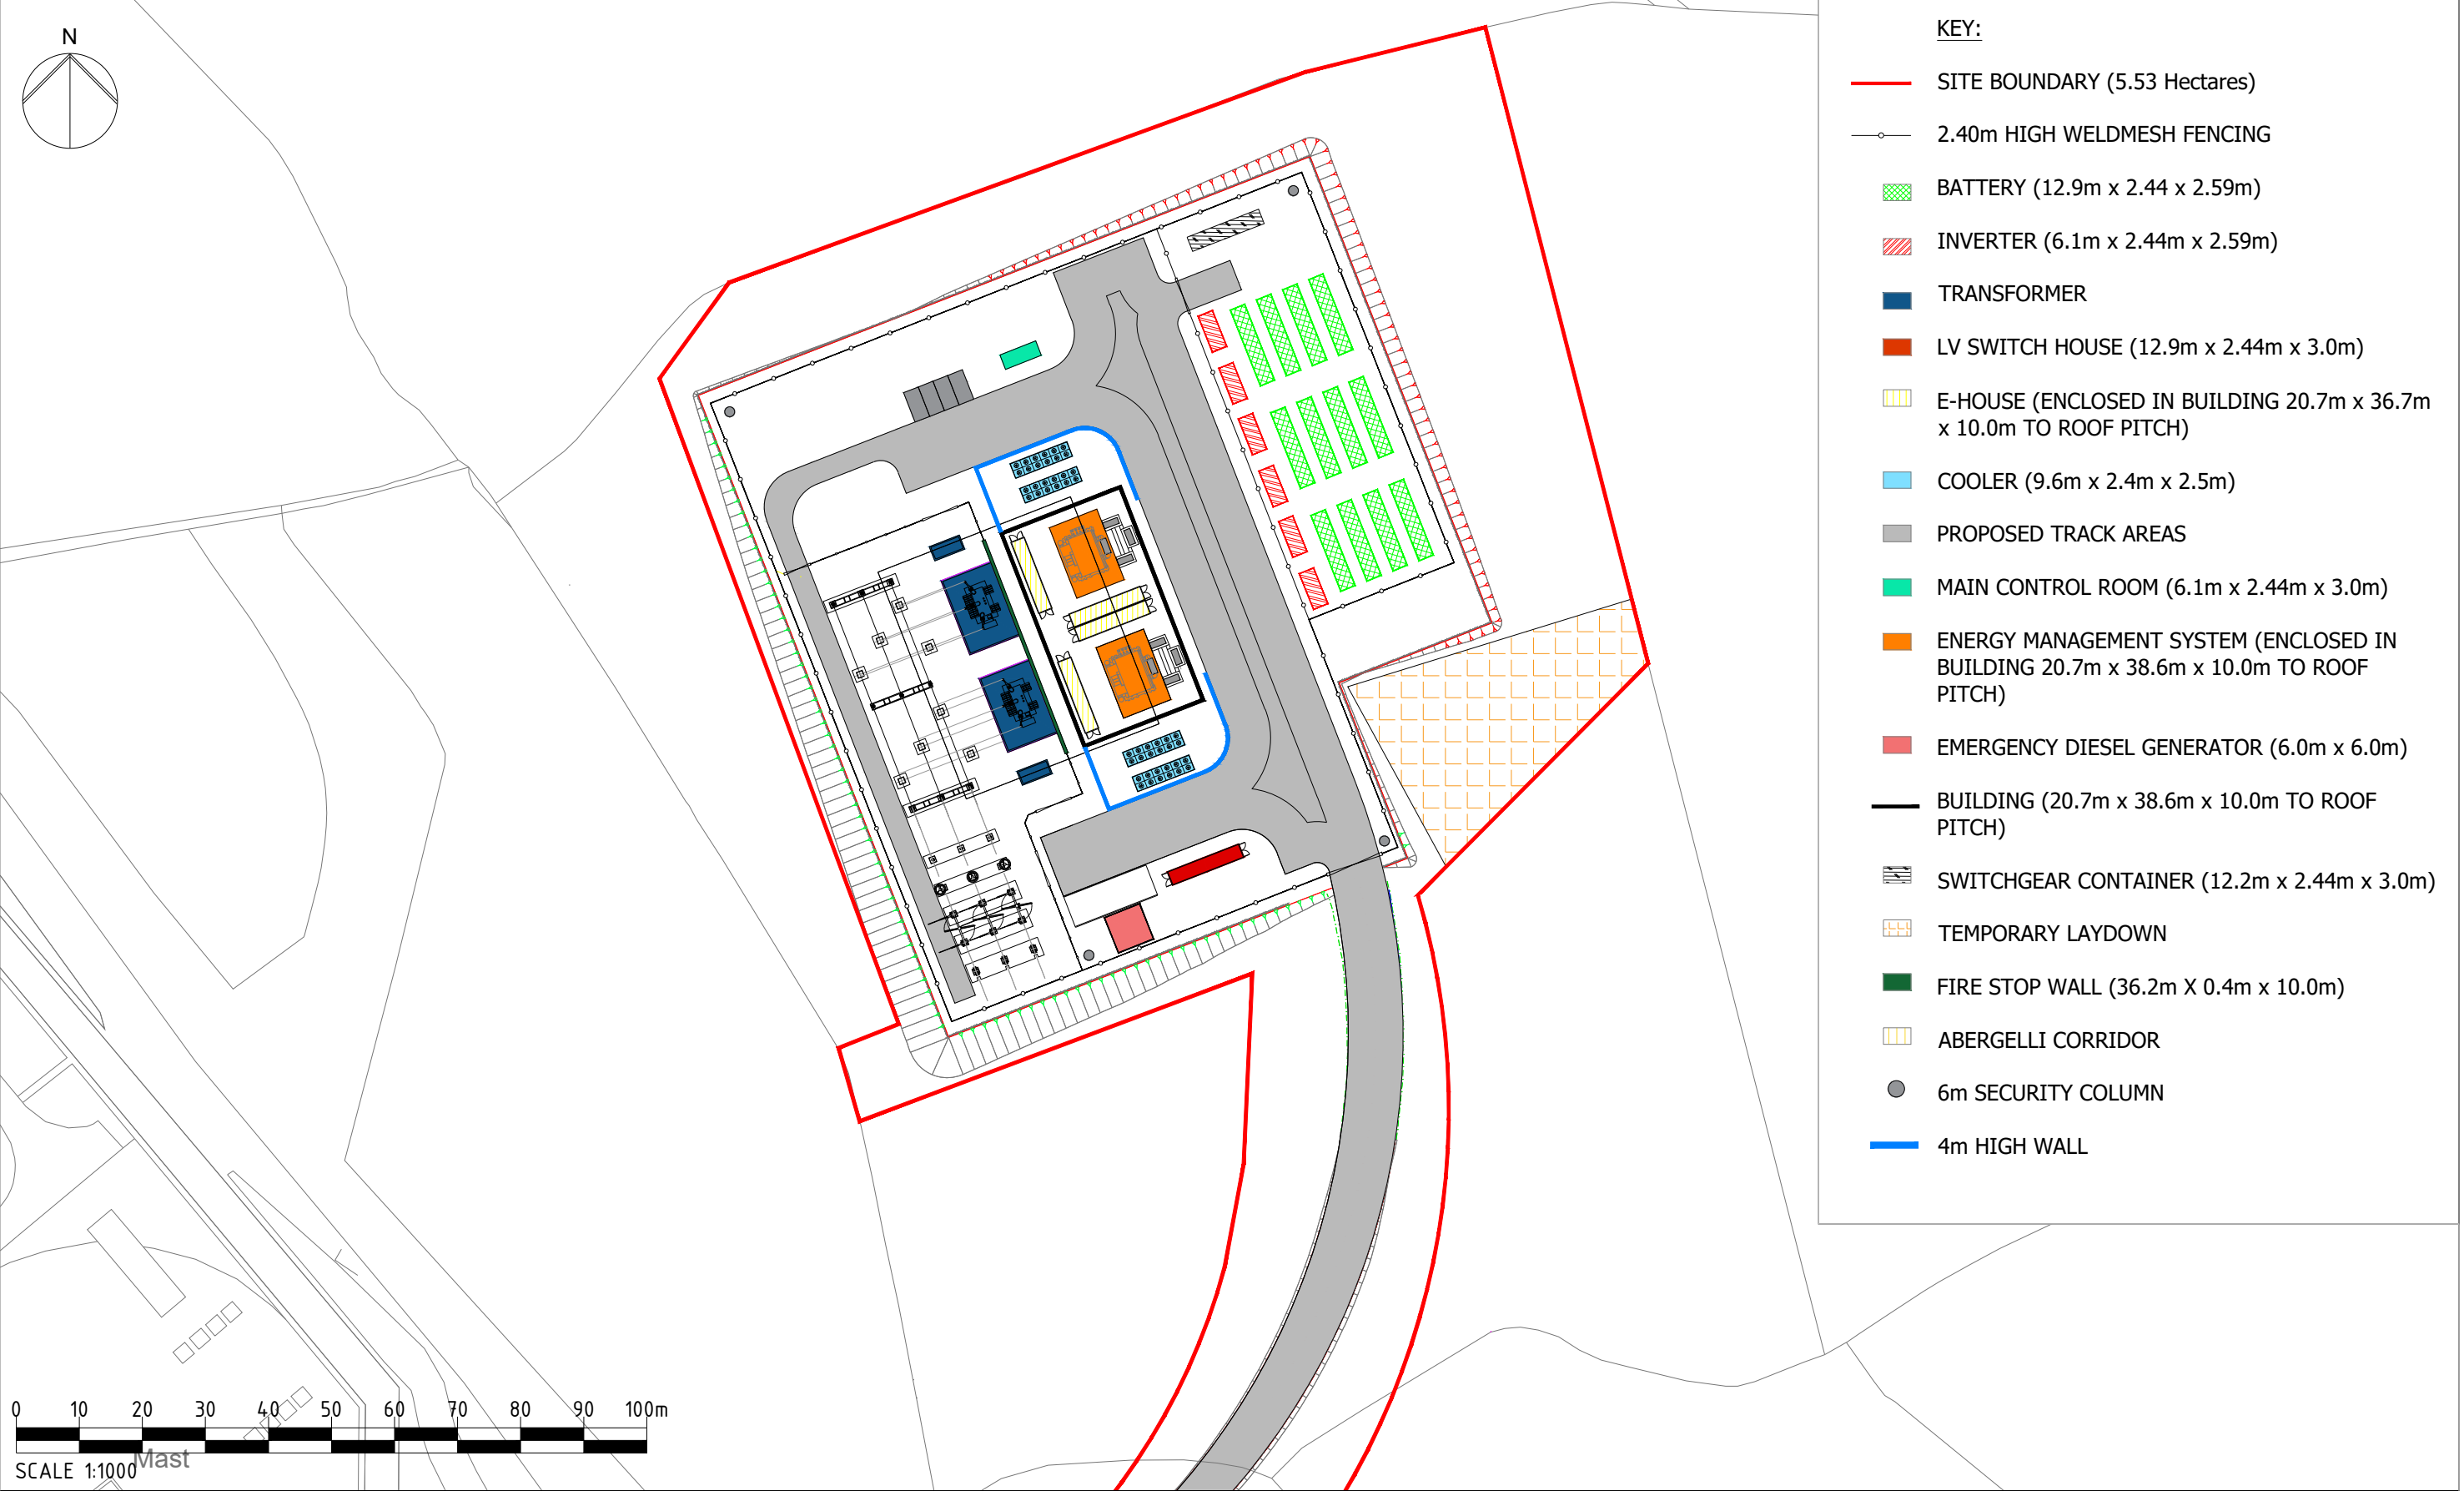 N
KEY:
SITE BOUNDARY (5.53 Hectares)
2.40m HIGH WELDMESH FENCING
BATTERY (12.9m x 2.44 x 2.59m)
INVERTER (6.1m x 2.44m x 2.59m)
TRANSFORMER
LV SWITCH HOUSE (12.9m x 2.44m x 3.0m)
E-HOUSE (ENCLOSED IN BUILDING 20.7m x 36.7m
x 10.0m TO ROOF PITCH)
COOLER (9.6m x 2.4m x 2.5m)
PROPOSED TRACK AREAS
MAIN CONTROL ROOM (6.1m x 2.44m x 3.0m)
ENERGY MANAGEMENT SYSTEM (ENCLOSED IN
BUILDING 20.7m x 38.6m x 10.0m TO ROOF
PITCH)
EMERGENCY DIESEL GENERATOR (6.0m x 6.0m)
BUILDING (20.7m x 38.6m x 10.0m TO ROOF
PITCH)
SWITCHGEAR CONTAINER (12.2m x 2.44m x 3.0m)
TEMPORARY LAYDOWN
FIRE STOP WALL (36.2m X 0.4m x 10.0m)
ABERGELLI CORRIDOR
6m SECURITY COLUMN
4m HIGH WALL
0 10 20 30 40 50 60 70 80 90 100m
SCALE 1:1000
Mast